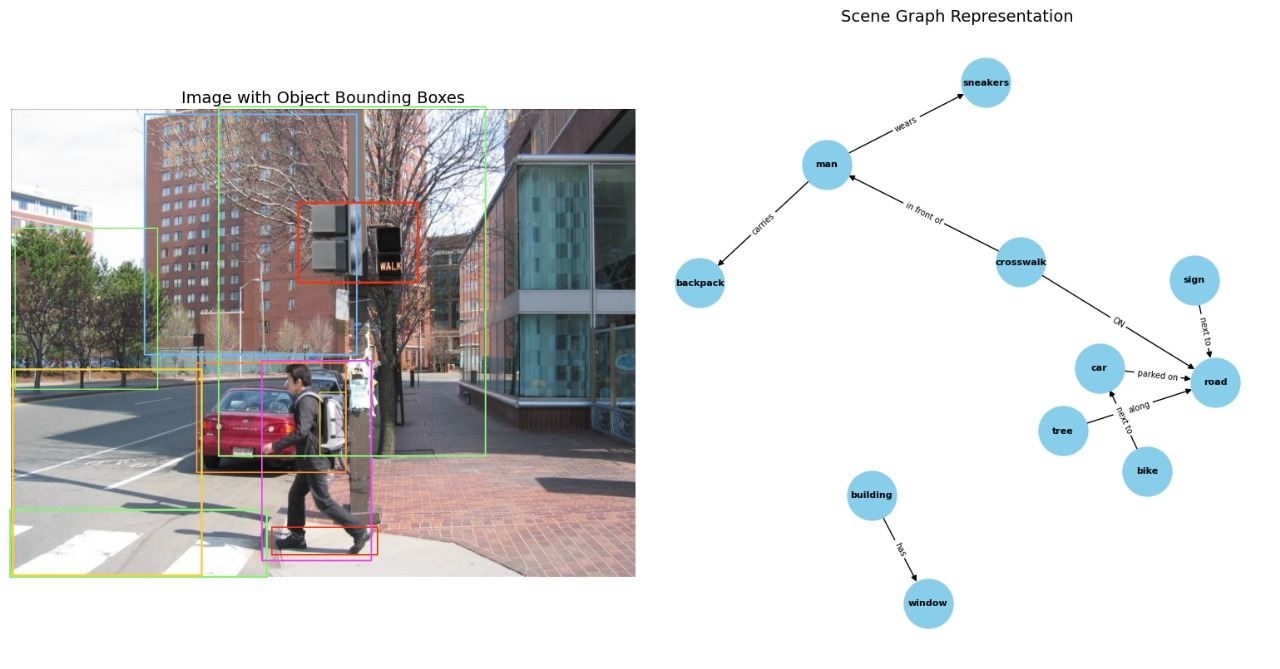 Scene Graph Representation
Image with Object Bounding Boxes
WALK
sneakers
wears
man
carries
in front of
backpack
crosswalk
sign
ON
next to
car
parked on
road
along
tree
next to
bike
building
has
window